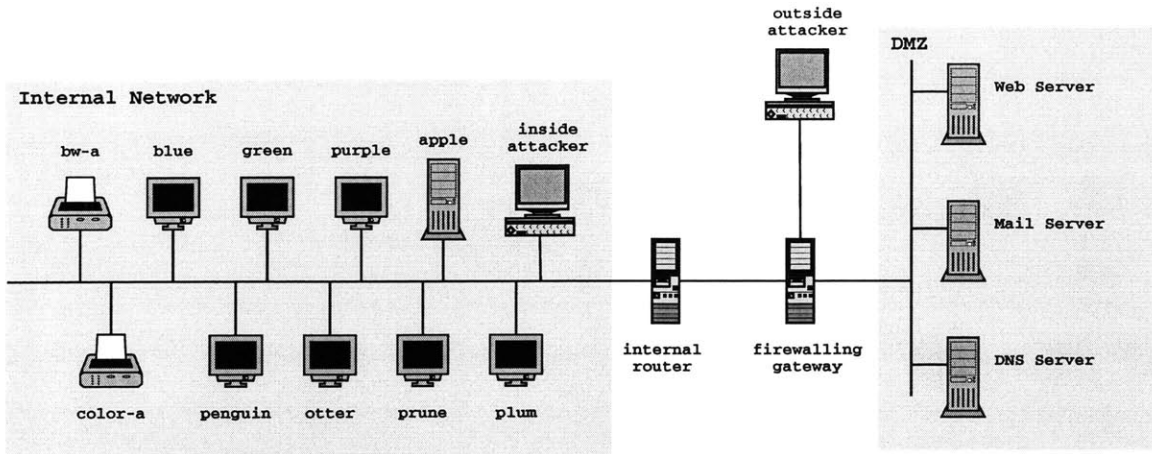 outside
attacker
DMZ
Web Server
Internal Network
inside
attacker
bw-a
blue
green
purple
apple
Mail Server
internal
router
firewalling
gateway
DNS Server
color-a
penguin
otter
prune
plum